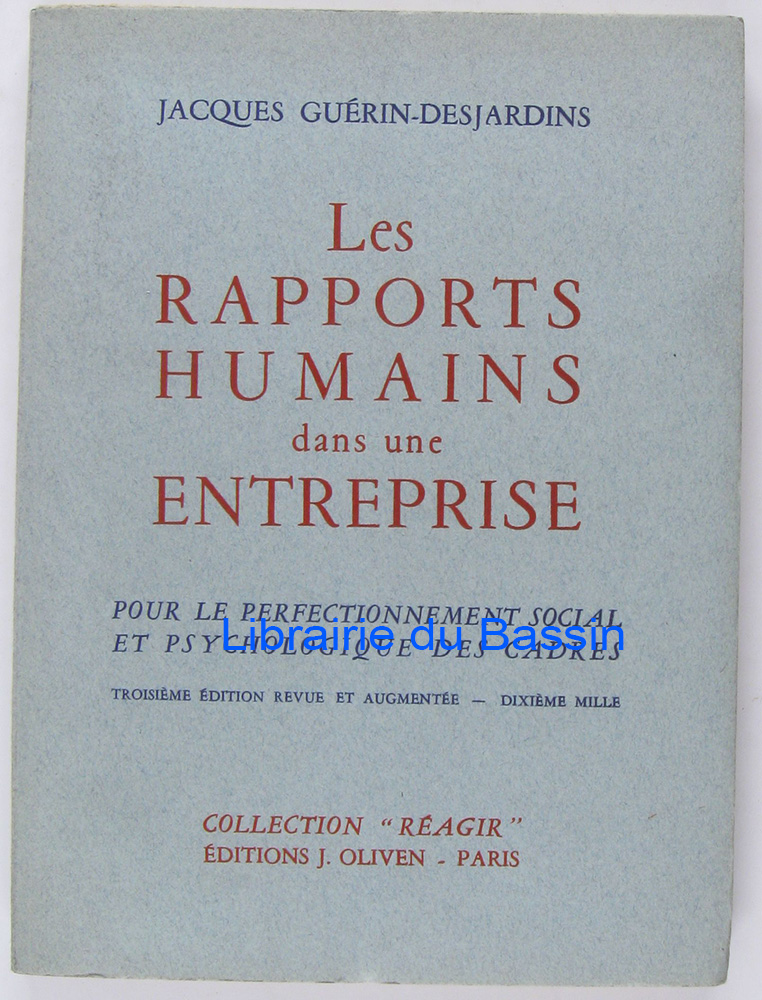 JACQUES GUÉRIN-DESJARDINS
Les
RAPPORTS
HUMAINS
dans une
ENTREPRISE
POUR LE PERFECTIONNEMENT SOCIAL
Librairie du Bassin
ET PSYCHOLOGIQUE DES CADRES
TROISIÈME ÉDITION REVUE ET AUGMENTÉE — DIXIÈME MILLE
COLLECTION “RÉAGIR”
ÉDITIONS J. OLIVEN - PARIS